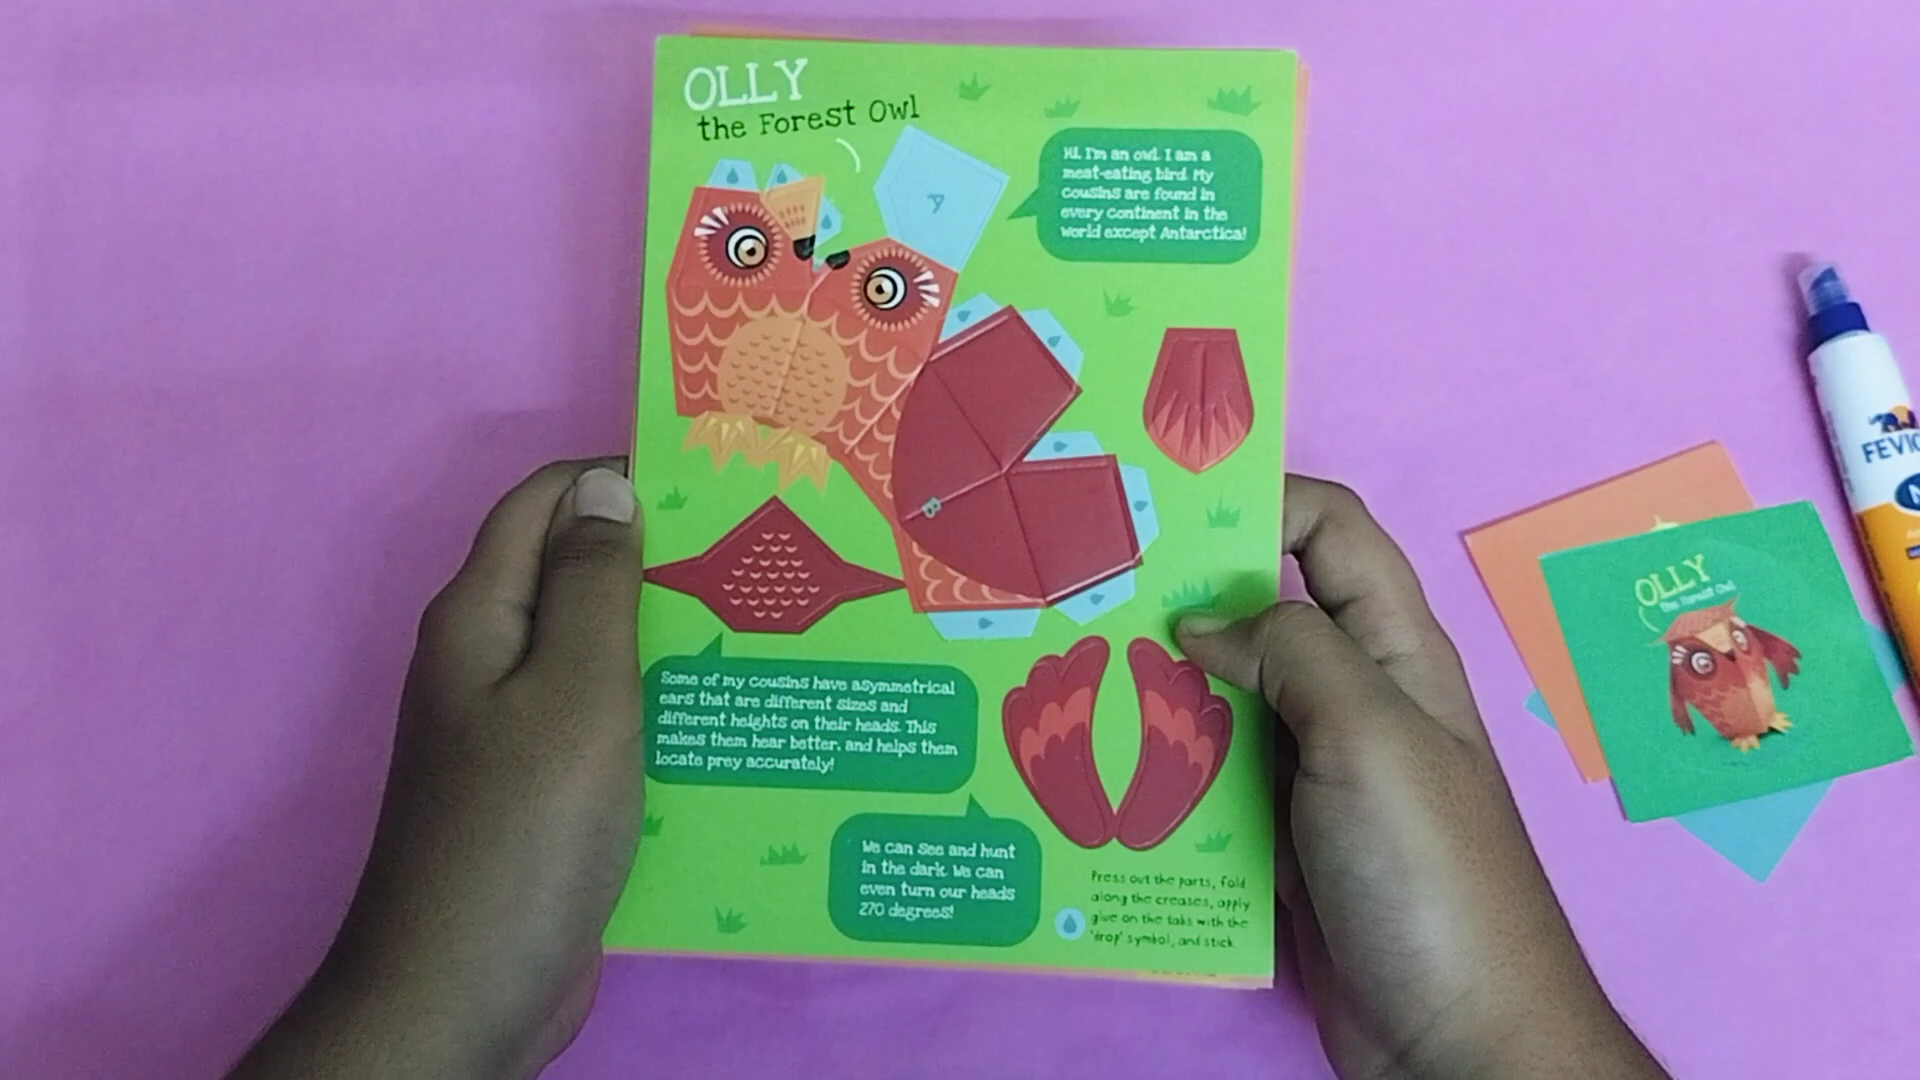 OLLY
the Forest Owl
Hi, I'm an owl. I am a
meat-eating bird. My
cousins are found in
every continent in the
world except Antarctica!
A
B
Some of my cousins have asymmetrical
ears that are different sizes and
different heights on their heads. This
makes them hear better, and helps them
locate prey accurately!
We can see and hunt
in the dark. We can
even turn our heads
270 degrees!
Press out the parts, fold
along the creases, apply
glue on the tabs with the
'drop' symbol, and stick.
OLLY
the Forest Owl
FEVIC